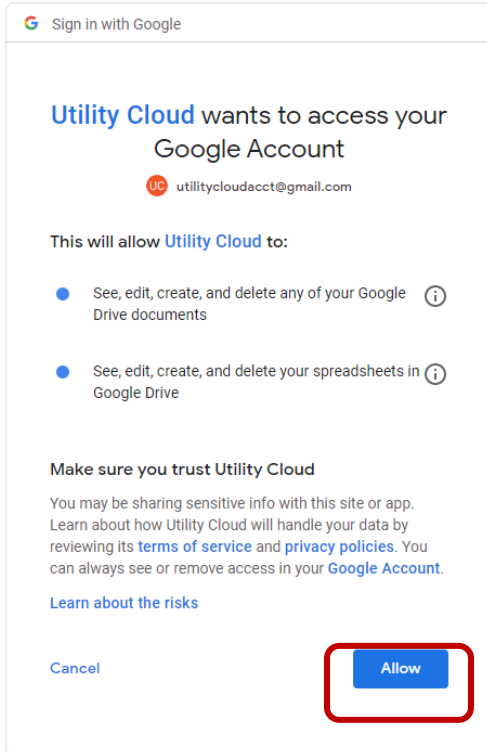 Sign in with Google
Utility Cloud wants to access your
Google Account
UC utilitycloudacct@gmail.com
This will allow Utility Cloud to:
See, edit, create, and delete any of your Google
Drive documents
See, edit, create, and delete your spreadsheets in
Google Drive
Make sure you trust Utility Cloud
You may be sharing sensitive info with this site or app.
Learn about how Utility Cloud will handle your data by
reviewing its terms of service and privacy policies. You
can always see or remove access in your Google Account.
Learn about the risks
Cancel
Allow